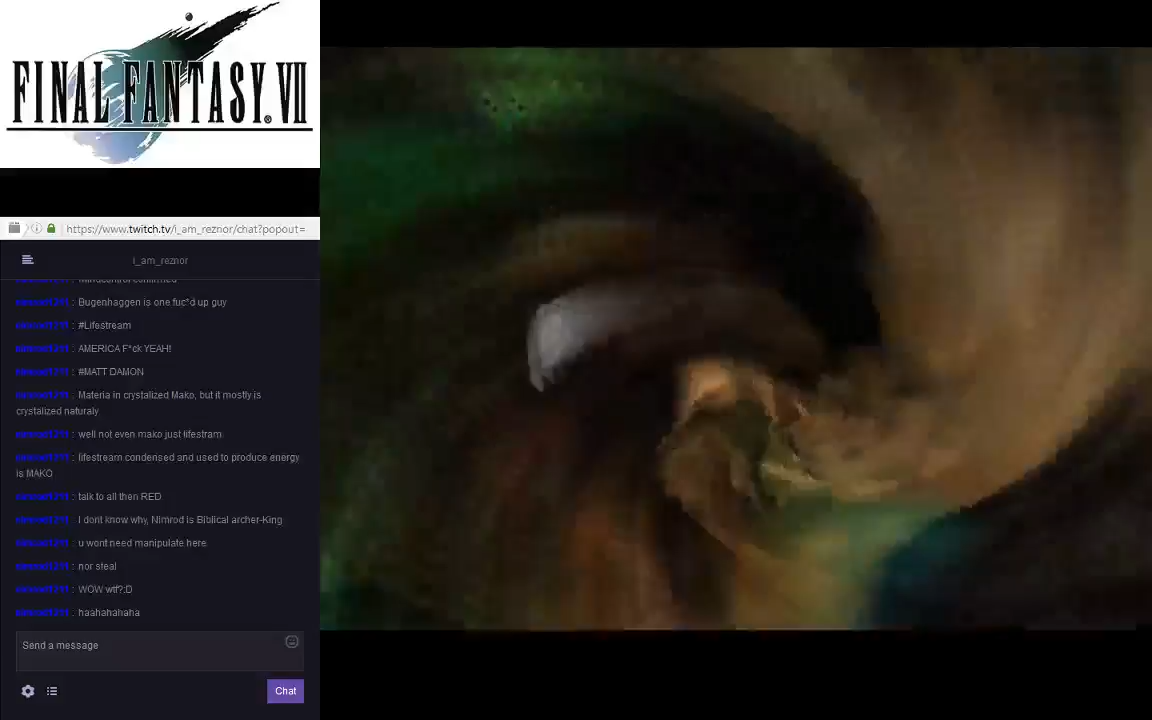 FINAL FANTASY. VII
https://www.twitch.tv/i_am_reznor/chat?popout=
i_am_reznor
: Bugenhaggen is one fuc*d up guy
: #Lifestream
: AMERICA F*ck YEAH!
: #MATT DAMON
: Materia in crystalized Mako, but it mostly is
crystalized naturaly
: well not even mako just lifestram
: lifestream condensed and used to produce energy
is MAKO
: talk to all then RED
: I dont know why, Nimrod is Biblical archer-King
: u wont need manipulate here
: nor steal
: WOW wtf?:D
: haahahahaha
Send a message
Chat